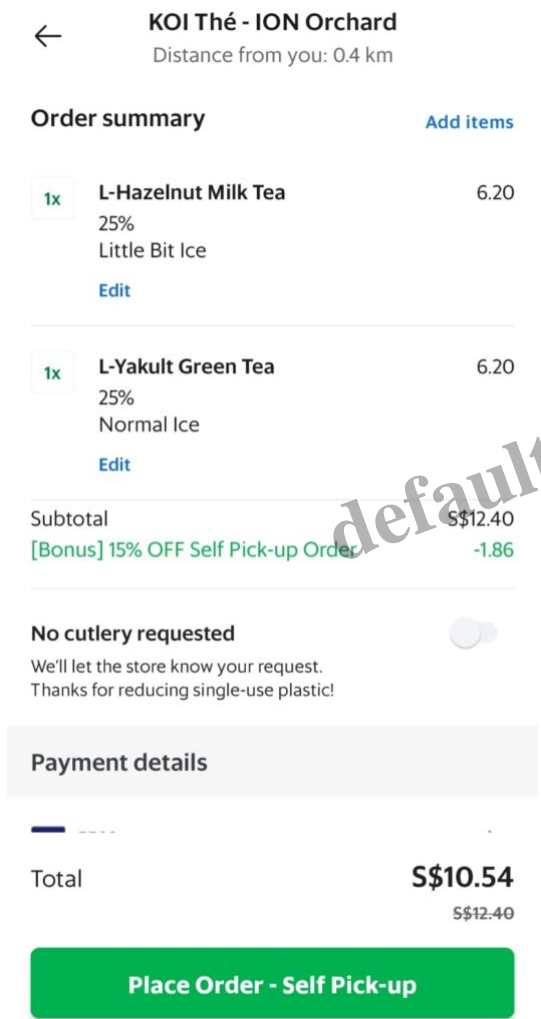 KOI Thé - ION Orchard
Distance from you: 0.4 km
Order summary
Add items
1x
L-Hazelnut Milk Tea
6.20
25%
Little Bit Ice
Edit
1x
L-Yakult Green Tea
6.20
25%
Normal Ice
Edit
default
Subtotal
S$12.40
[Bonus] 15% OFF Self Pick-up Order
-1.86
No cutlery requested
We'll let the store know your request.
Thanks for reducing single-use plastic!
Payment details
Total
S$10.54
S$12.40
Place Order - Self Pick-up